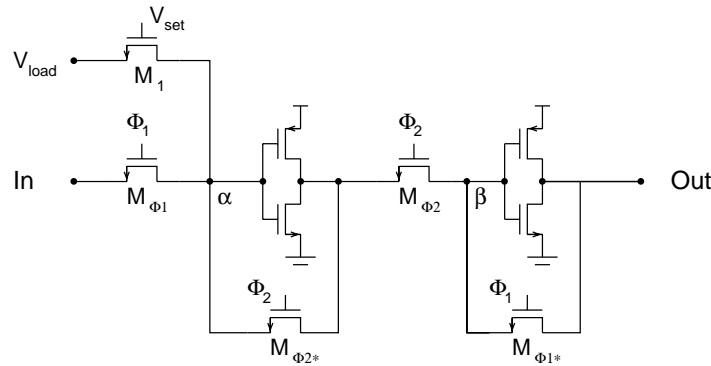 V_set
V_load
M_1
Φ_1
Φ_2
In
α
β
Out
M_Φ1
M_Φ2
Φ_2
Φ_1
M_Φ2*
M_Φ1*